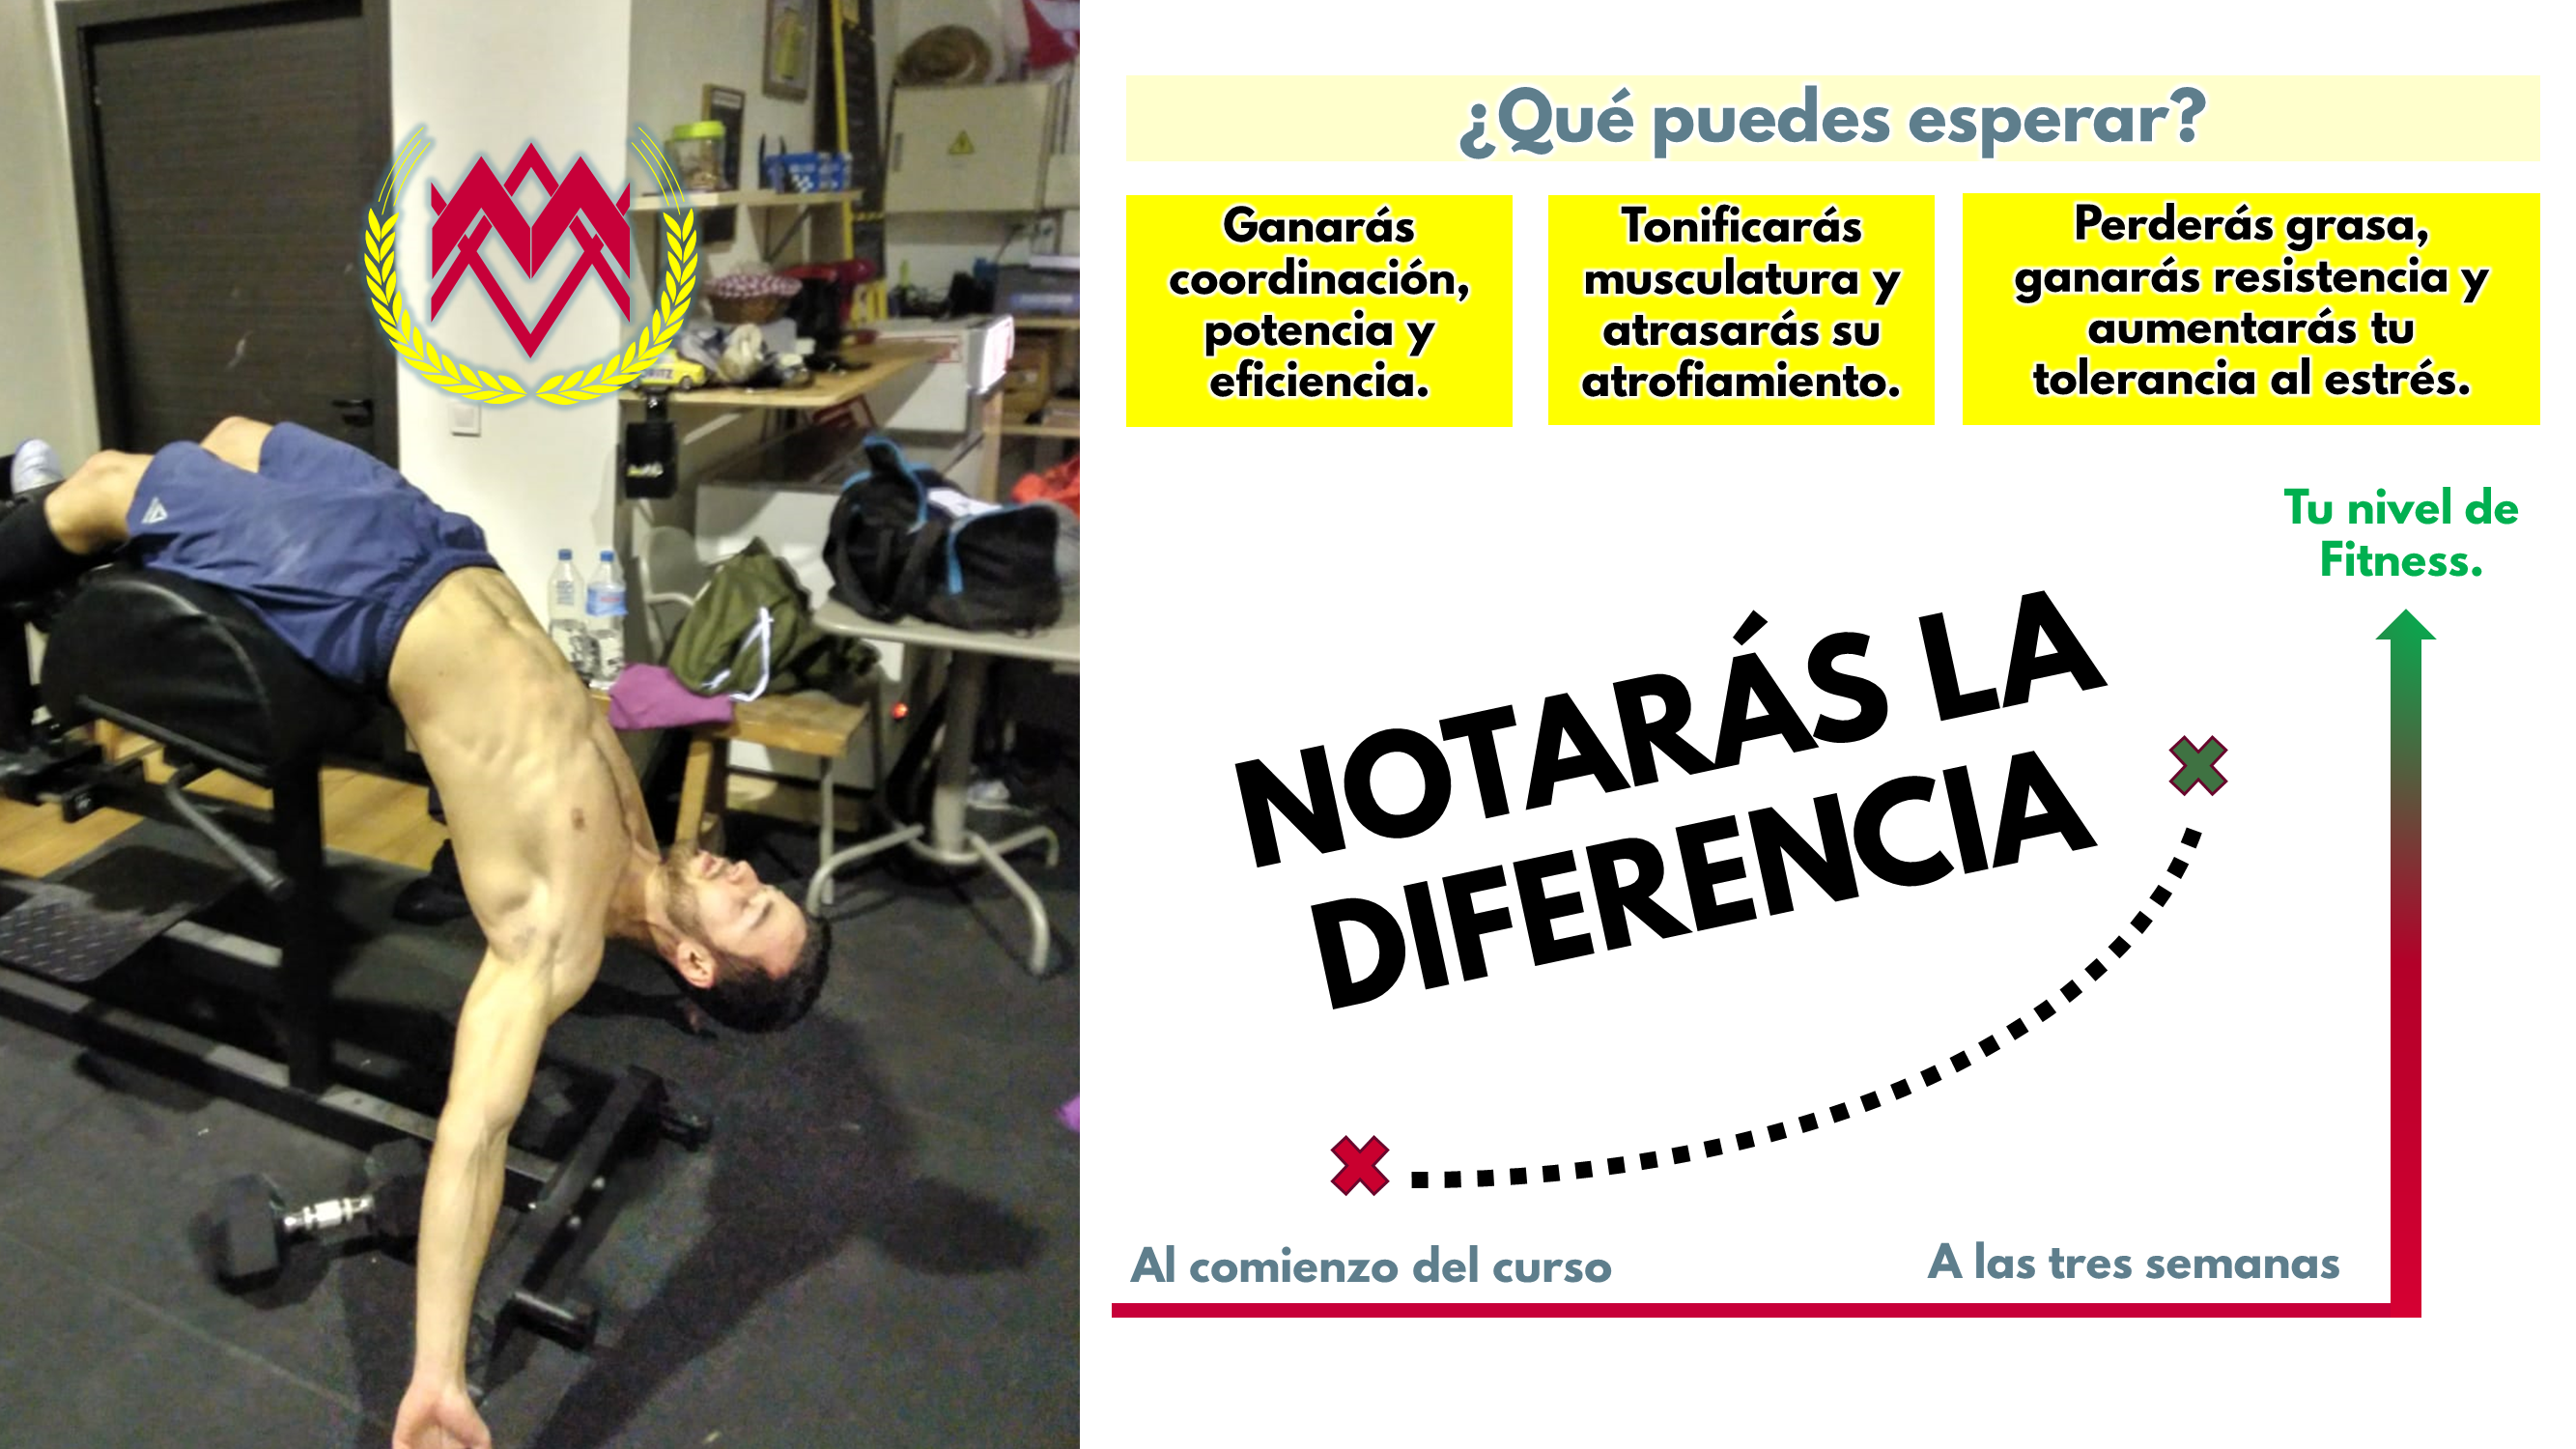 ¿Qué puedes esperar?
Ganarás
coordinación,
potencia y
eficiencia.
Tonificarás
musculatura y
atrasarás su
atrofiamiento.
Perderás grasa,
ganarás resistencia y
aumentarás tu
tolerancia al estrés.
Tu nivel de
Fitness.
NOTARÁS LA
DIFERENCIA
Al comienzo del curso
A las tres semanas